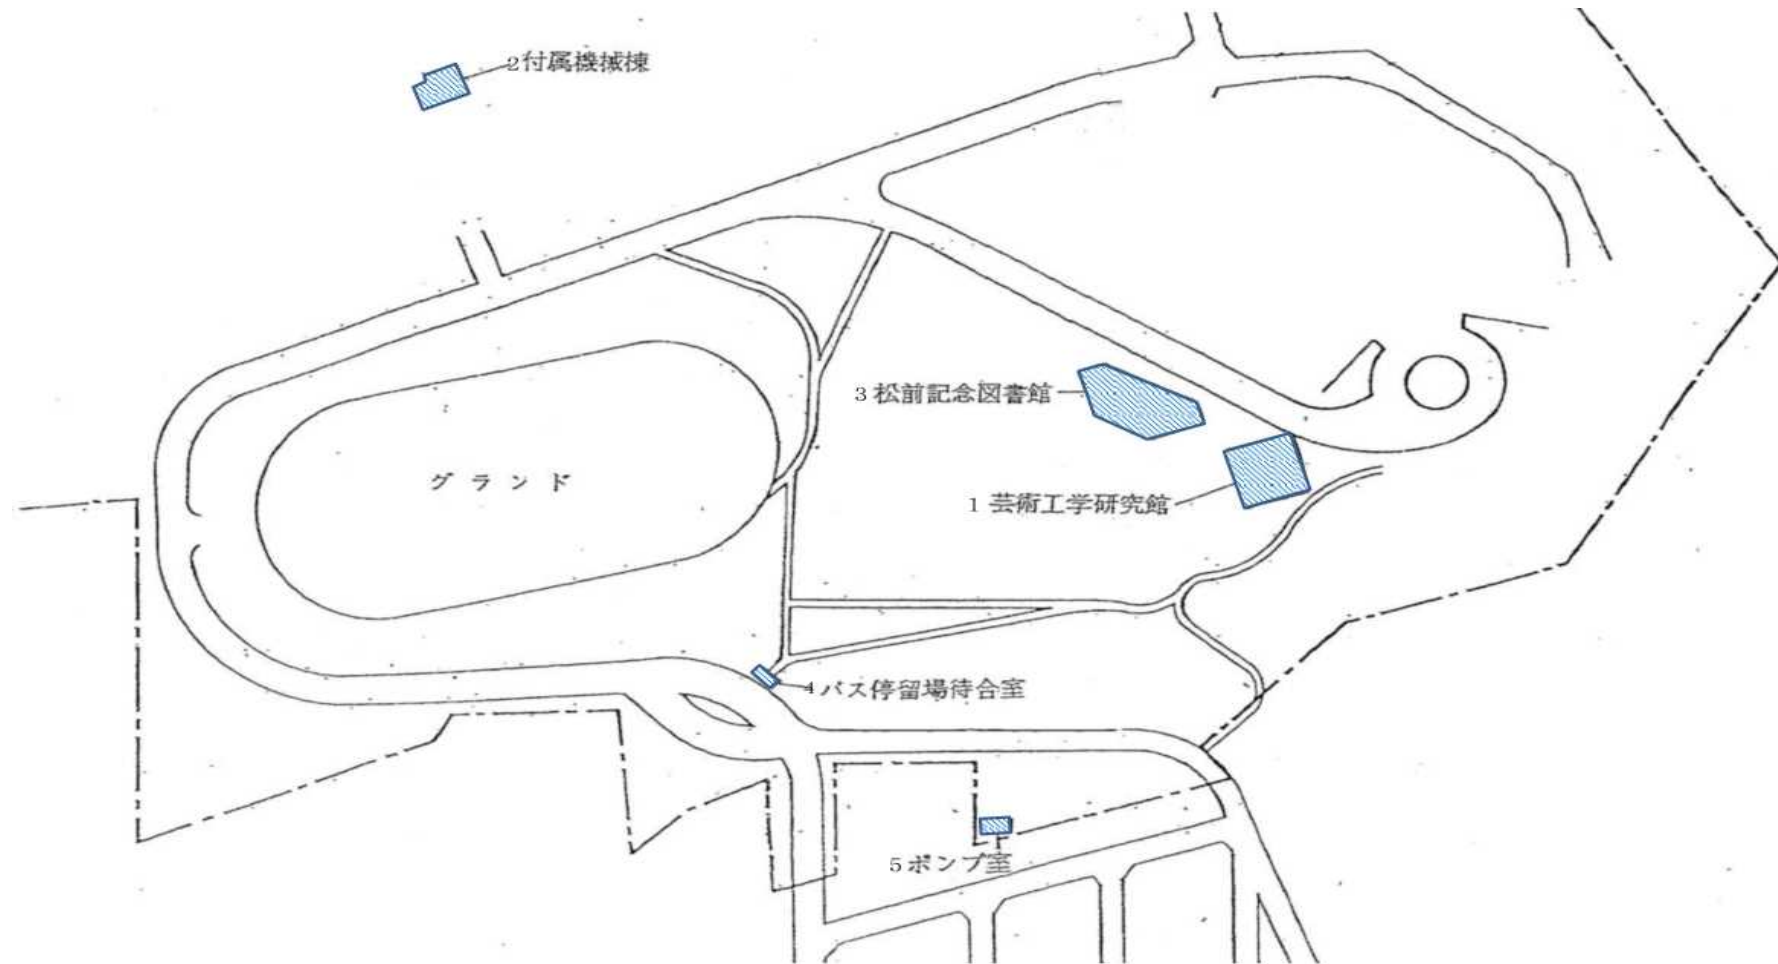 2付属機械棟
3 松前記念図書館
グランド
1 芸術工学研究館
4バス停留場待合室
5ポンプ室